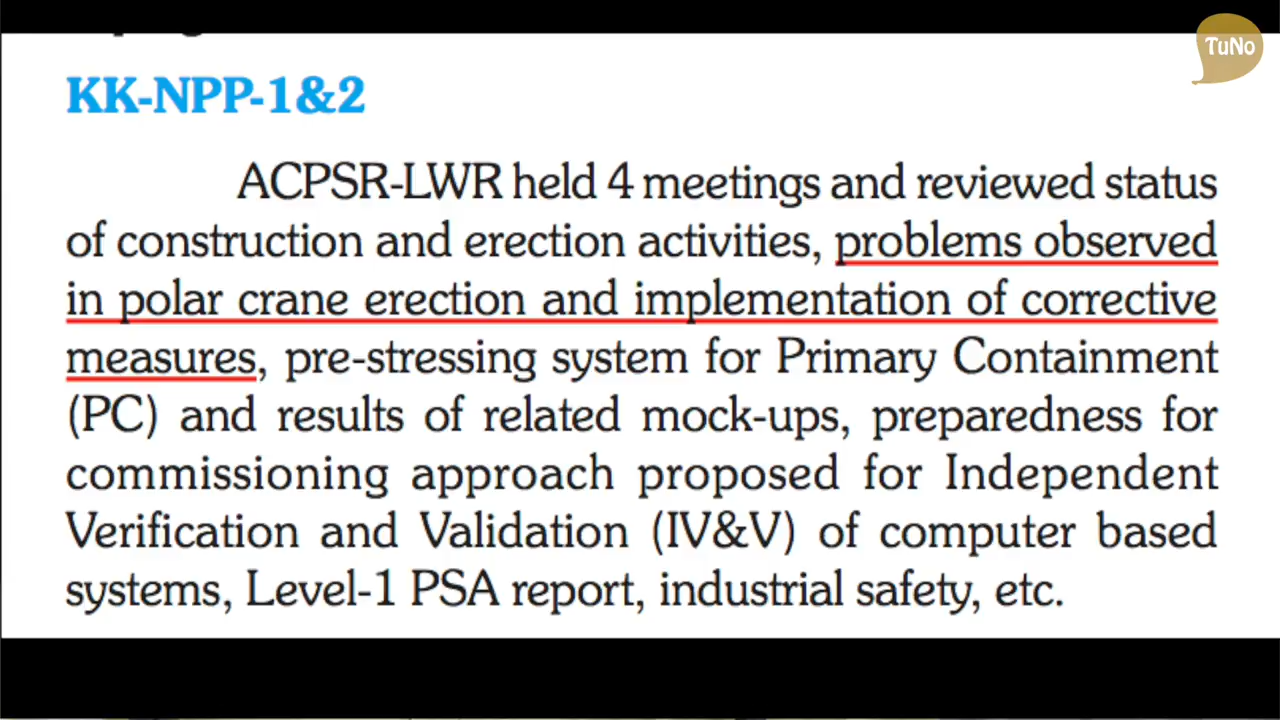 TuNo
KK-NPP-1&2
ACPSR-LWR held 4 meetings and reviewed status
of construction and erection activities, problems observed
in polar crane erection and implementation of corrective
measures, pre-stressing system for Primary Containment
(PC) and results of related mock-ups, preparedness for
commissioning approach proposed for Independent
Verification and Validation (IV&V) of computer based
systems, Level-1 PSA report, industrial safety, etc.